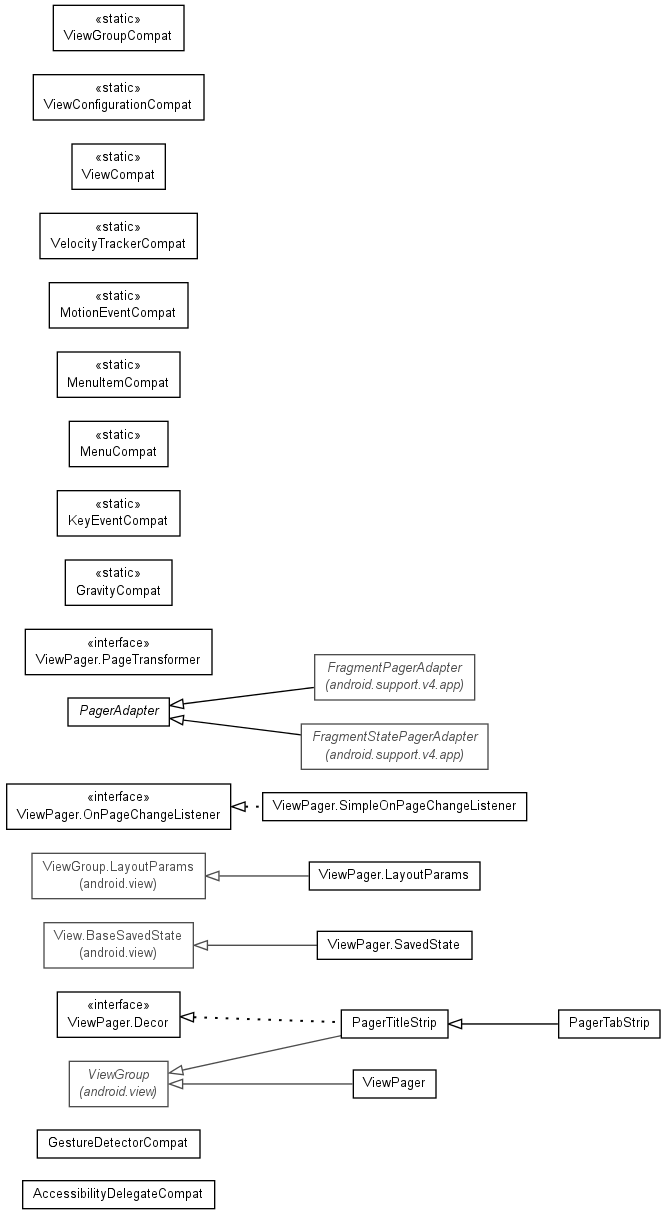 «static»
ViewGroupCompat
«static»
ViewConfigurationCompat
«static»
ViewCompat
«static»
VelocityTrackerCompat
«static»
MotionEventCompat
«static»
MenuItemCompat
«static»
MenuCompat
«static»
KeyEventCompat
«static»
GravityCompat
«interface»
ViewPager.PageTransformer
FragmentPagerAdapter
(android.support.v4.app)
PagerAdapter
FragmentStatePagerAdapter
(android.support.v4.app)
«interface»
ViewPager.OnPageChangeListener
ViewPager.SimpleOnPageChangeListener
ViewGroup.LayoutParams
(android.view)
ViewPager.LayoutParams
View.BaseSavedState
(android.view)
ViewPager.SavedState
«interface»
ViewPager.Decor
PagerTitleStrip
PagerTabStrip
ViewGroup
(android.view)
ViewPager
GestureDetectorCompat
AccessibilityDelegateCompat